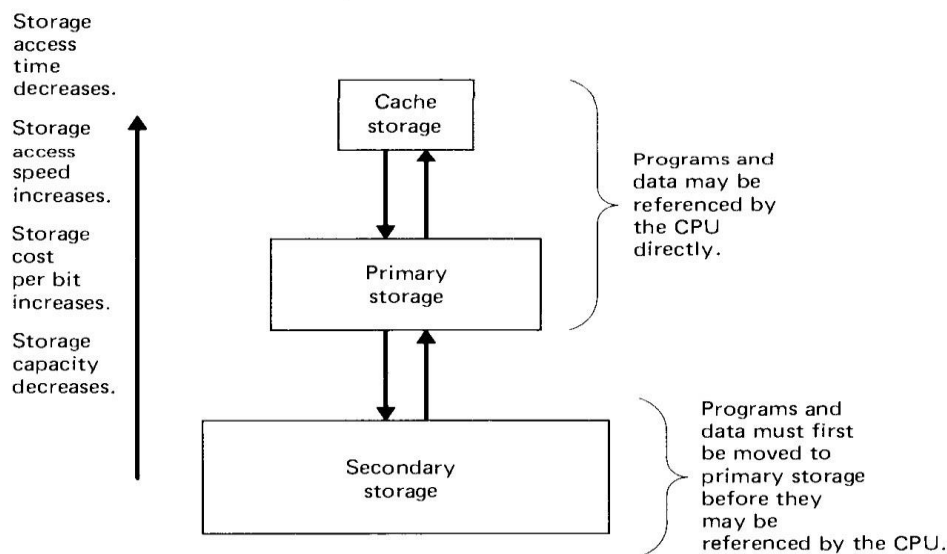 Storage
access
time
decreases.
Storage
access
speed
increases.
Storage
cost
per bit
increases.
Storage
capacity
decreases.
Cache
storage
Primary
storage
Secondary
storage
Programs and
data may be
referenced by
the CPU
directly.
Programs and
data must first
be moved to
primary storage
before they
may be
referenced by the CPU.